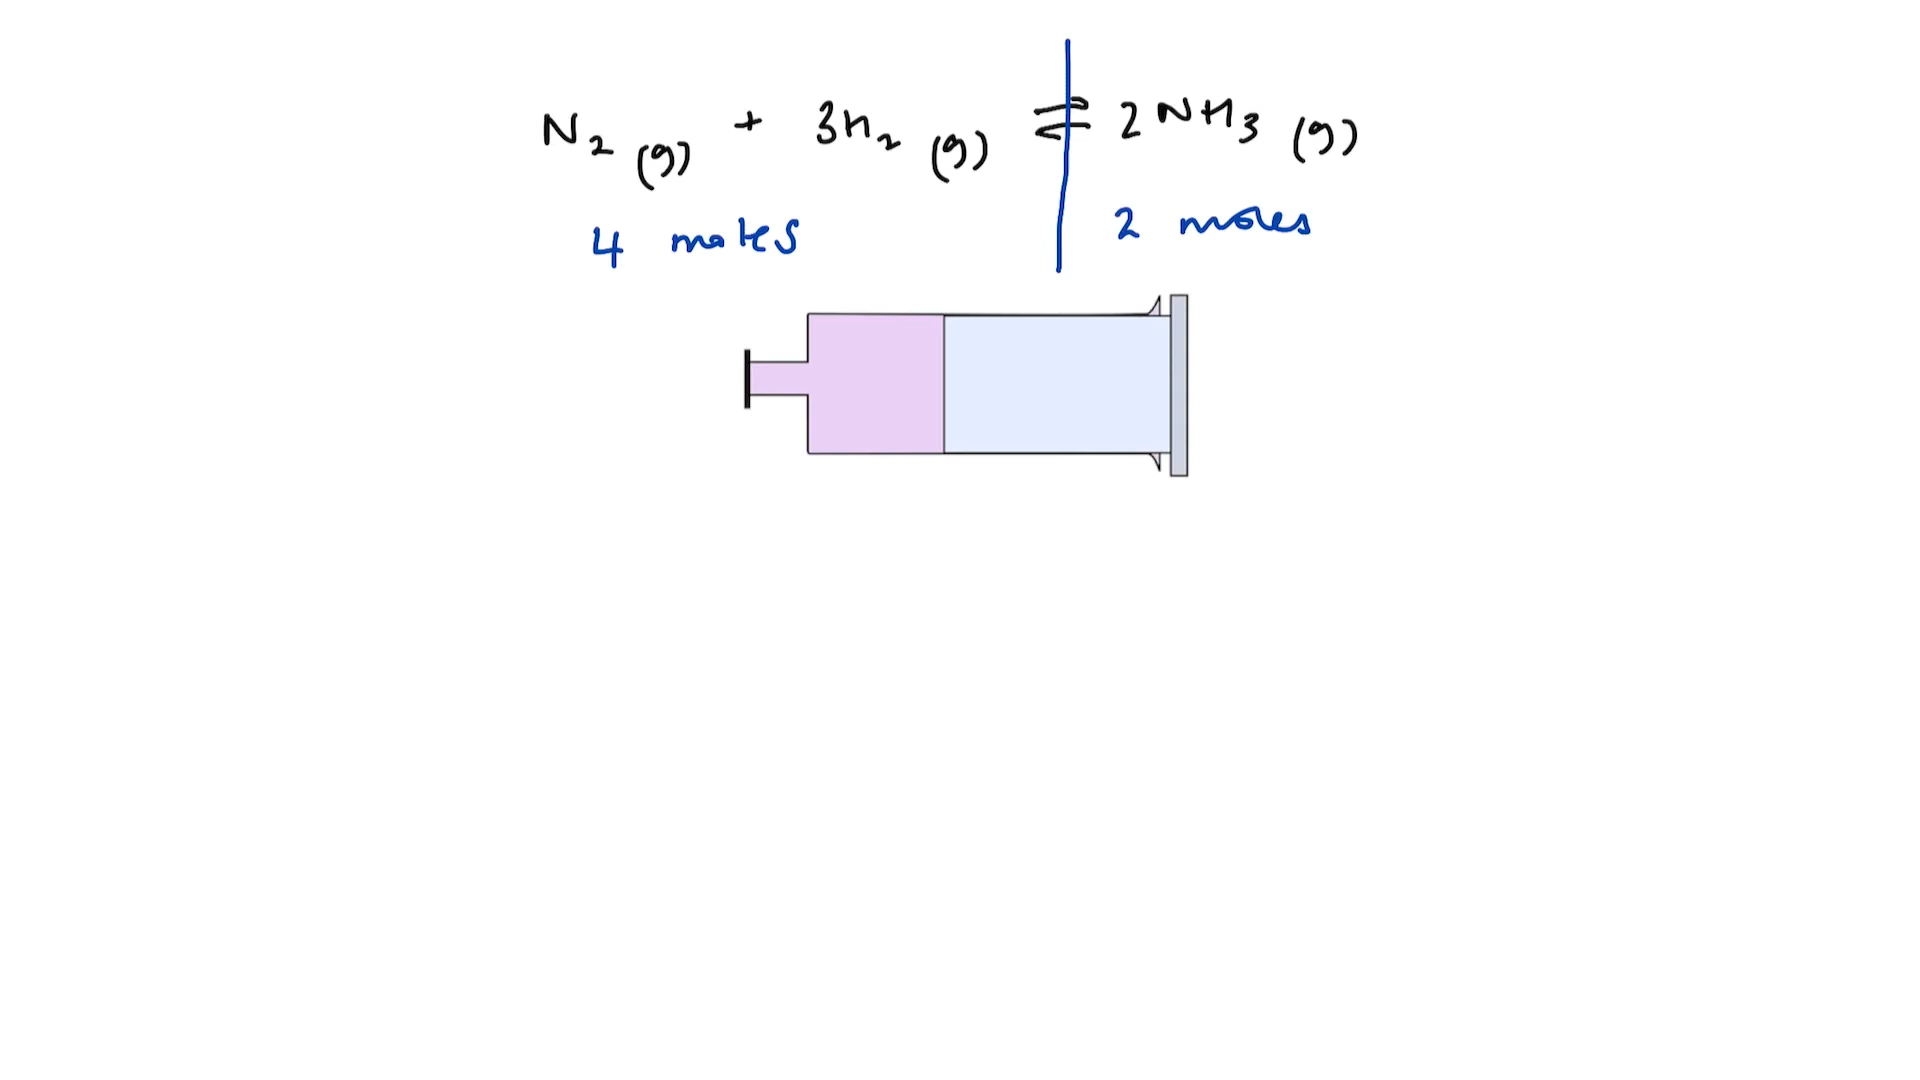 N₂ (g) + 3H₂ (g) ⇌ 2NH₃ (g)
4 moles 2 moles